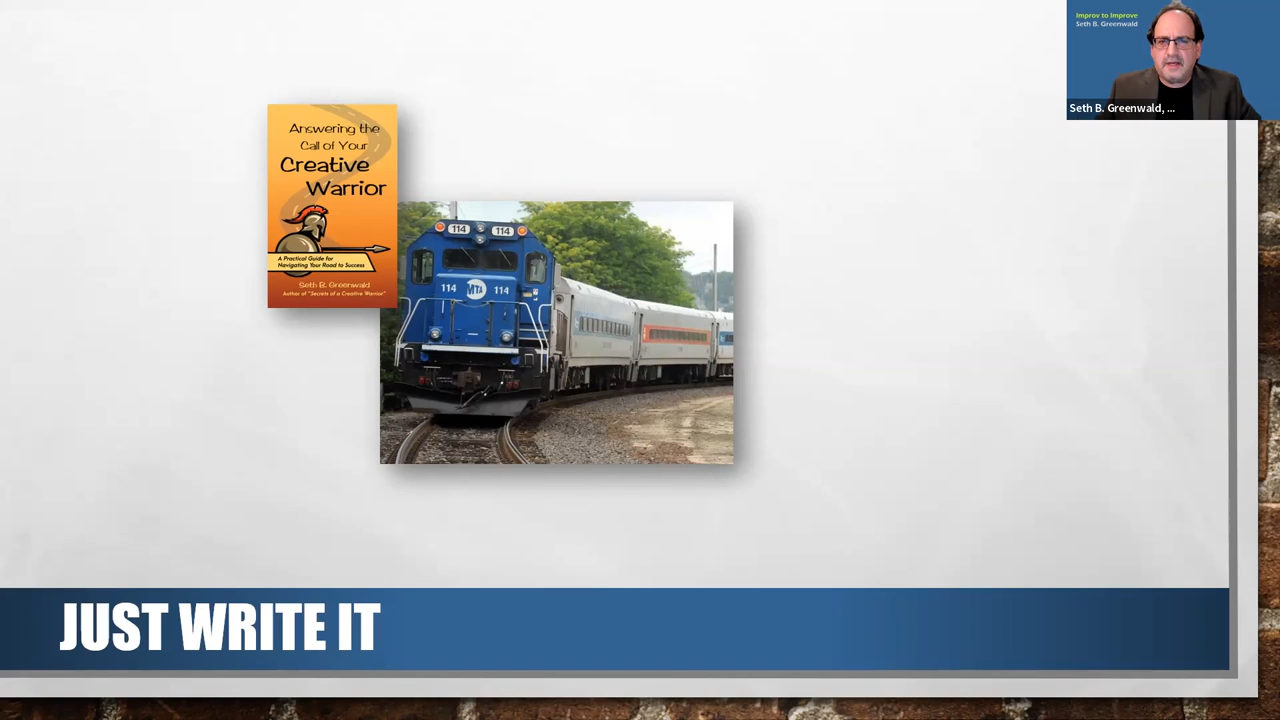 Improv to Improve
Seth B. Greenwald
Seth B. Greenwald, ...
Answering the
Call of Your
Creative
Warrior
A Practical Guide for
Navigating Your Road to Success
Seth B. Greenwald
Author of "Secrets of a Creative Warrior"
114 114
114 MTA 114
JUST WRITE IT